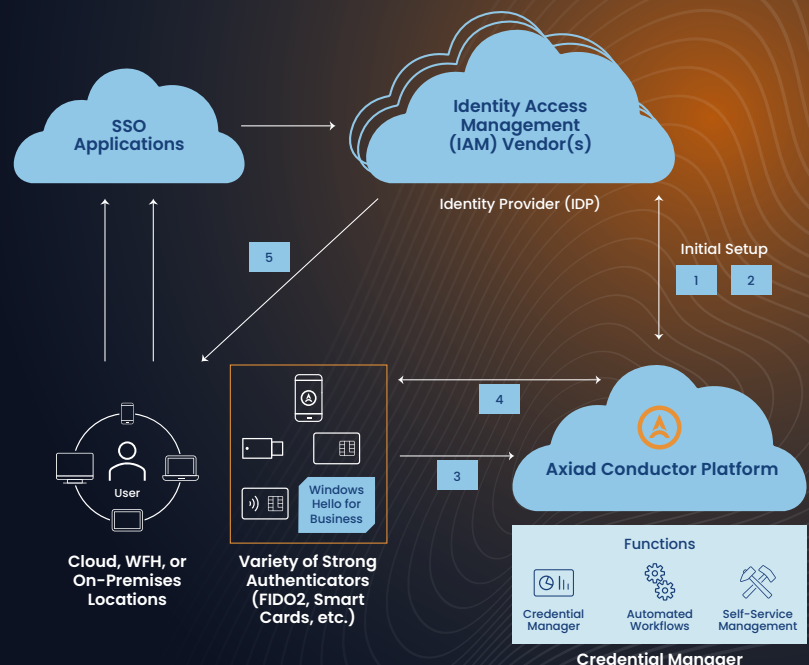 SSO
Applications
Identity Access
Management
(IAM) Vendor(s)
Identity Provider (IDP)
5
Initial Setup
1
2
4
3
Axiad Conductor Platform
User
Windows
Hello for
Business
Cloud, WFH, or
On-Premises
Locations
Variety of Strong
Authenticators
(FIDO2, Smart
Cards, etc.)
Functions
Credential
Manager
Automated
Workflows
Self-Service
Management
Credential Manager